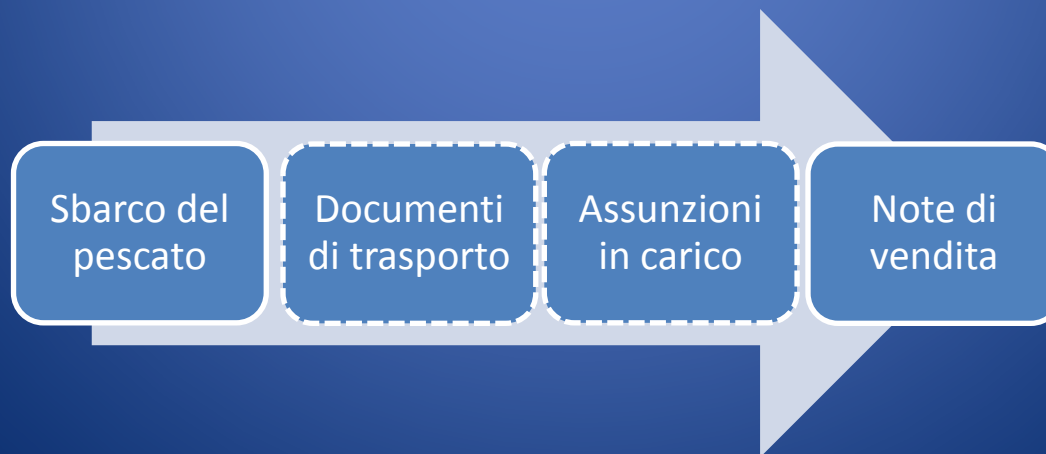 Sbarco del
pescato
Documenti
di trasporto
Assunzioni
in carico
Note di
vendita